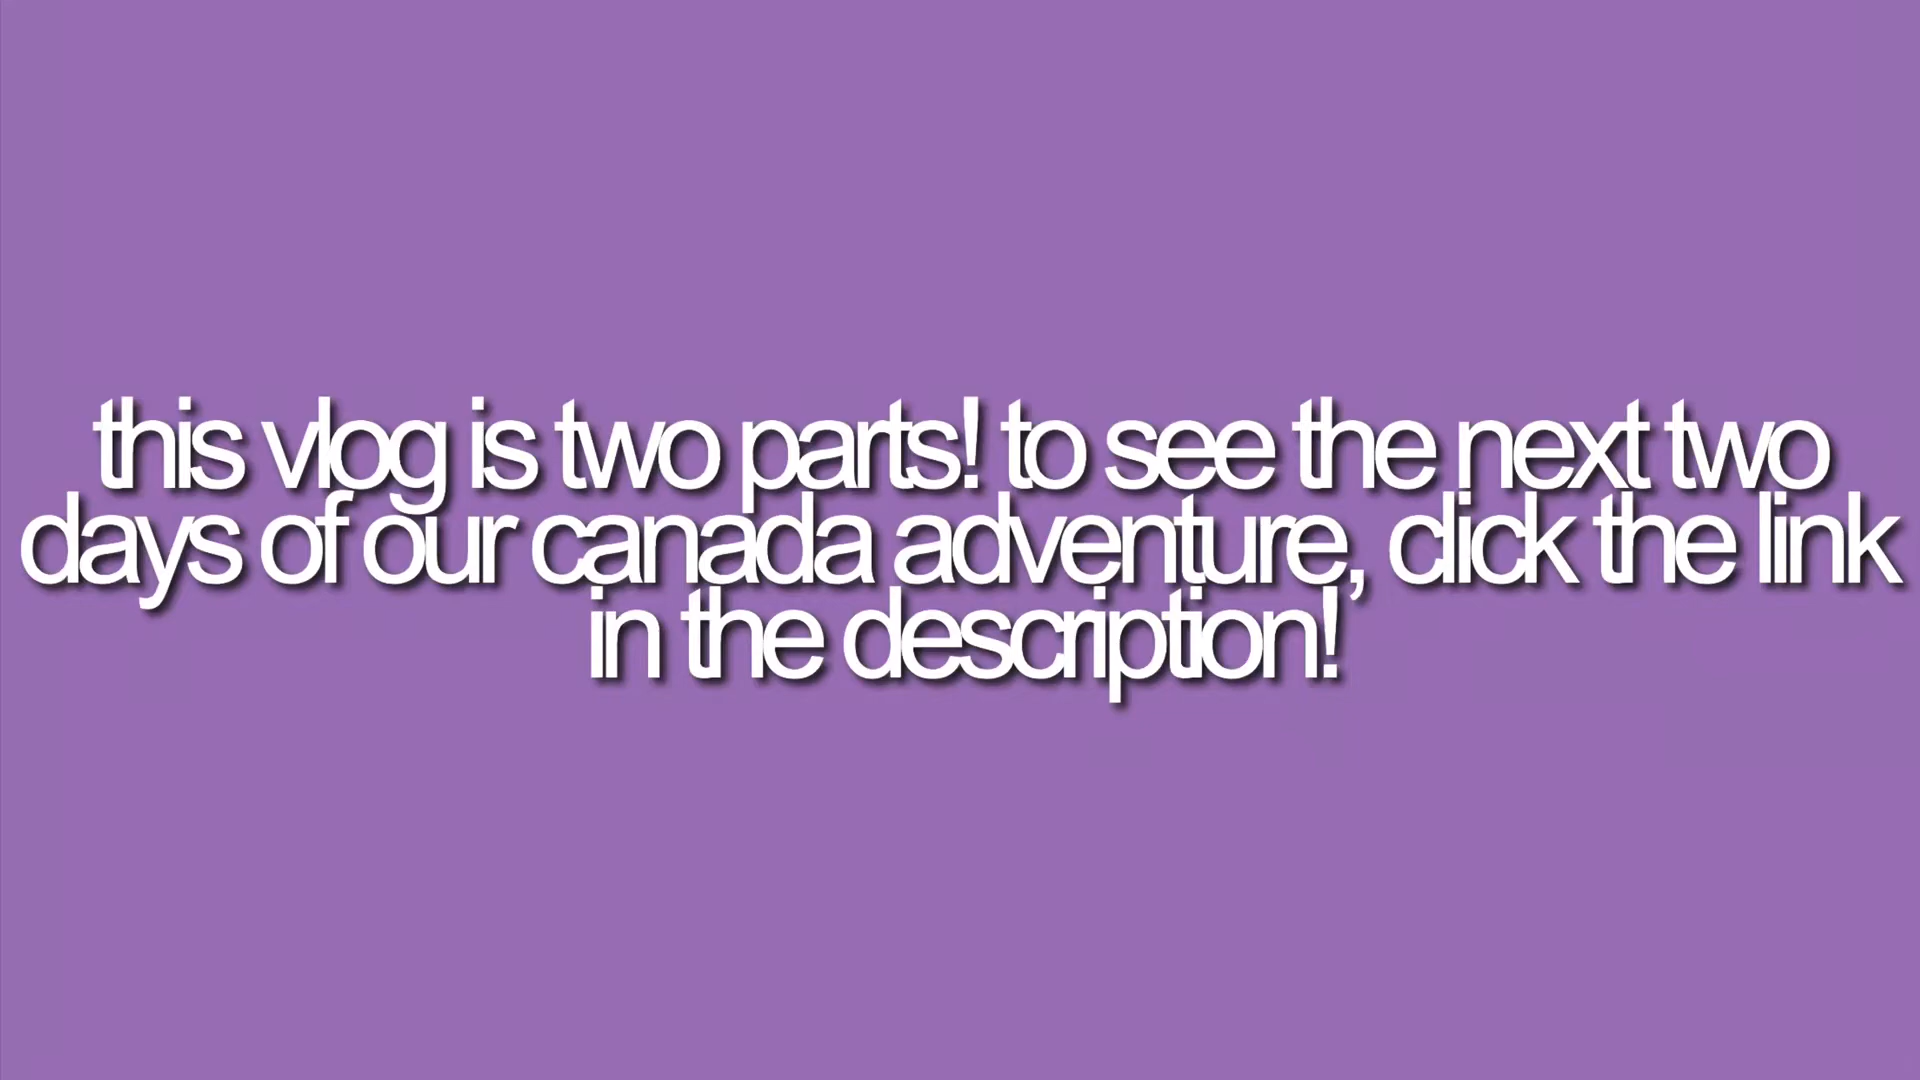 this vlog is two parts! to see the next two
days of our canada adventure, click the link
in the description!